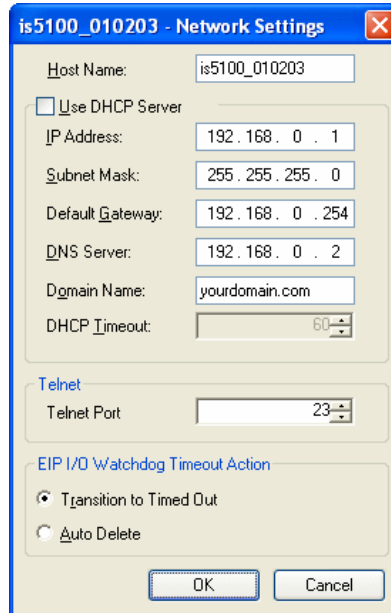 is5100_010203 - Network Settings
Host Name: is5100_010203
Use DHCP Server
IP Address: 192 . 168 . 0 . 1
Subnet Mask: 255 . 255 . 255 . 0
Default Gateway: 192 . 168 . 0 . 254
DNS Server: 192 . 168 . 0 . 2
Domain Name: yourdomain.com
DHCP Timeout: 60
Telnet
Telnet Port 23
EIP I/O Watchdog Timeout Action
Transition to Timed Out
Auto Delete
OK Cancel